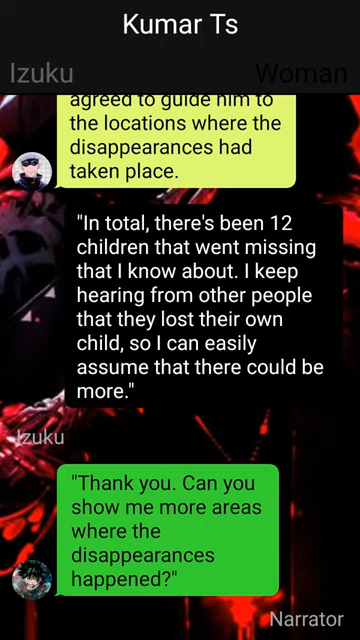 Kumar Ts
Izuku Woman
agreed to guide him to
the locations where the
disappearances had
taken place.
"In total, there's been 12
children that went missing
that I know about. I keep
hearing from other people
that they lost their own
child, so I can easily
assume that there could be
more."
Izuku
"Thank you. Can you
show me more areas
where the
disappearances
happened?"
Narrator